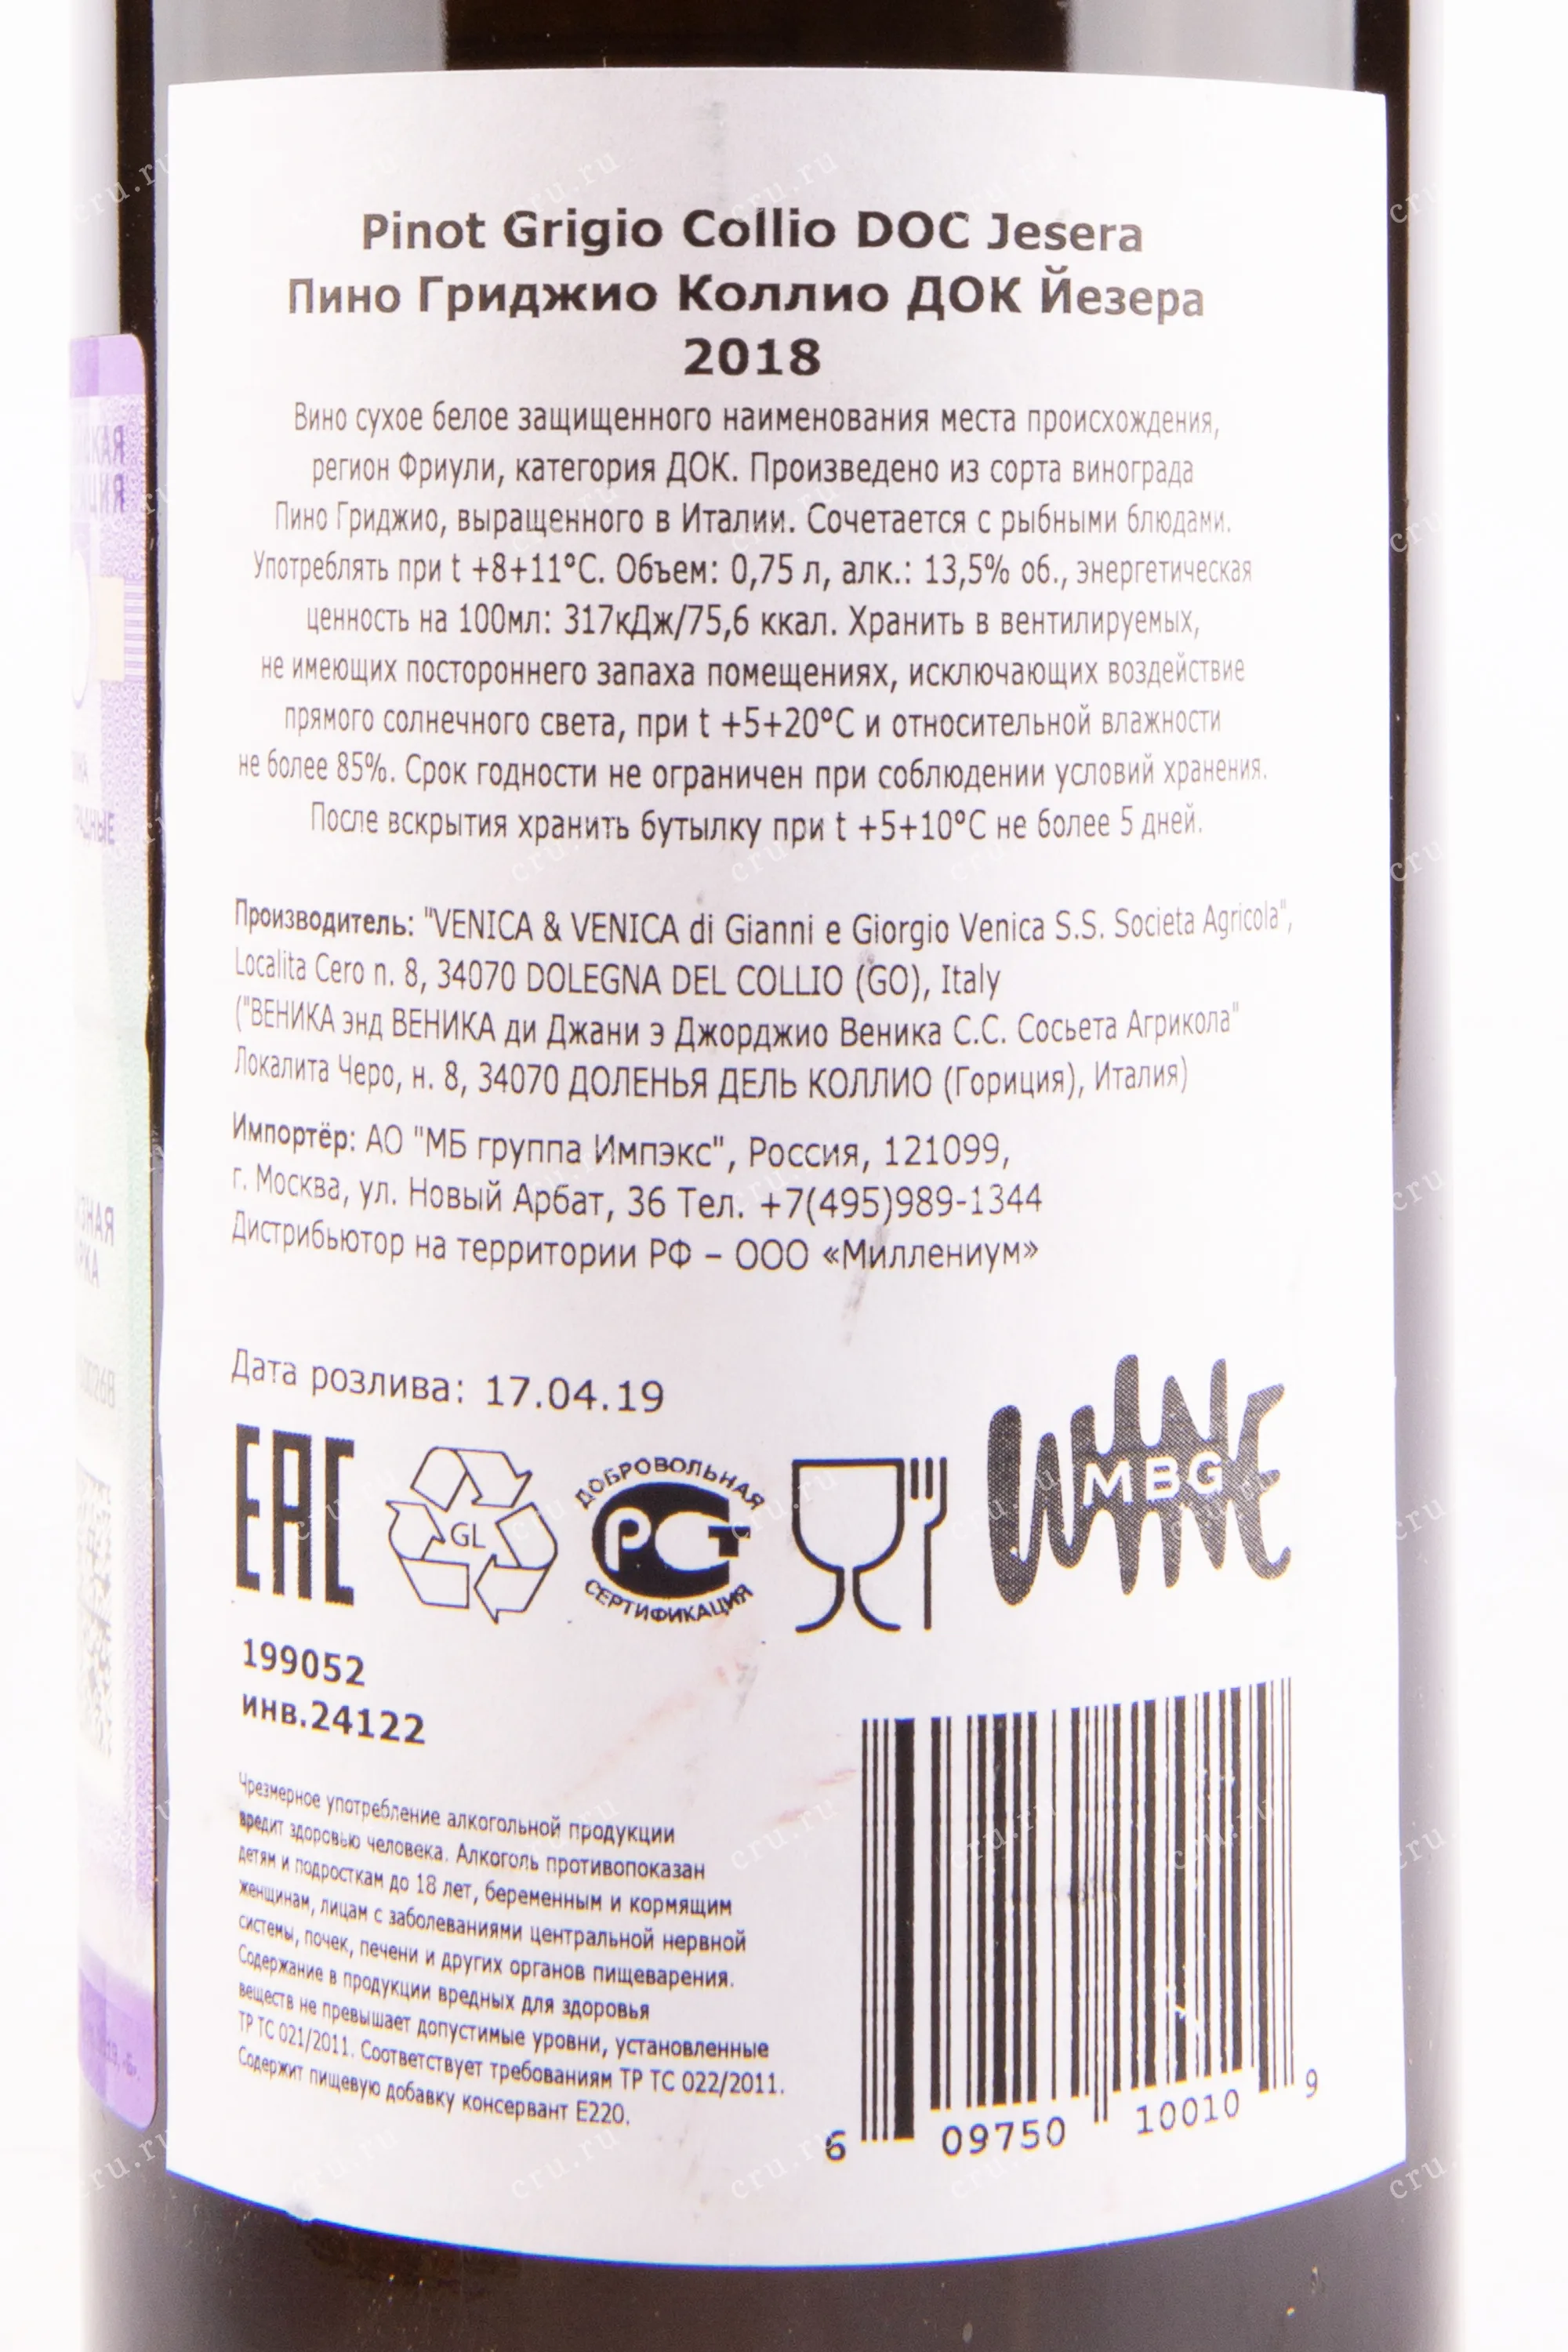 Pinot Grigio Collio DOC Jesera
Пино Гриджио Коллио ДОК Йезера
2018
Вино сухое белое защищенного наименования места происхождения,
регион Фриули, категория ДОК. Произведено из сорта винограда
Пино Гриджио, выращенного в Италии. Сочетается с рыбными блюдами.
Употреблять при t +8+11°C. Объем: 0,75 л, алк.: 13,5% об., энергетическая
ценность на 100мл: 317кДж/75,6 ккал. Хранить в вентилируемых,
не имеющих постороннего запаха помещениях, исключающих воздействие
прямого солнечного света, при t +5+20°C и относительной влажности
не более 85%. Срок годности не ограничен при соблюдении условий хранения.
После вскрытия хранить бутылку при t +5+10°C не более 5 дней.
Производитель: "VENICA & VENICA di Gianni e Giorgio Venica S.S. Societa Agricola",
Localita Cero n. 8, 34070 DOLEGNA DEL COLLIO (GO), Italy
("ВЕНИКА энд ВЕНИКА ди Джани э Джорджио Веника С.С. Сосьета Агрикола"
Локалита Черо, н. 8, 34070 ДОЛЕНЬЯ ДЕЛЬ КОЛЛИО (Гориция), Италия)
Импортёр: АО "МБ группа Импэкс", Россия, 121099,
г. Москва, ул. Новый Арбат, 36 Тел. +7(495)989-1344
Дистрибьютор на территории РФ – ООО «Миллениум»
Дата розлива: 17.04.19
EAC
GL
ДОБРОВОЛЬНАЯ
РСТ
СЕРТИФИКАЦИЯ
WINE
MBG
199052
инв.24122
Чрезмерное употребление алкогольной продукции
вредит здоровью человека. Алкоголь противопоказан
детям и подросткам до 18 лет, беременным и кормящим
женщинам, лицам с заболеваниями центральной нервной
системы, почек, печени и других органов пищеварения.
Содержание в продукции вредных для здоровья
веществ не превышает допустимые уровни, установленные
ТР ТС 021/2011. Соответствует требованиям ТР ТС 022/2011.
Содержит пищевую добавку консервант Е220.
6 09750 10010 9
cru.ru